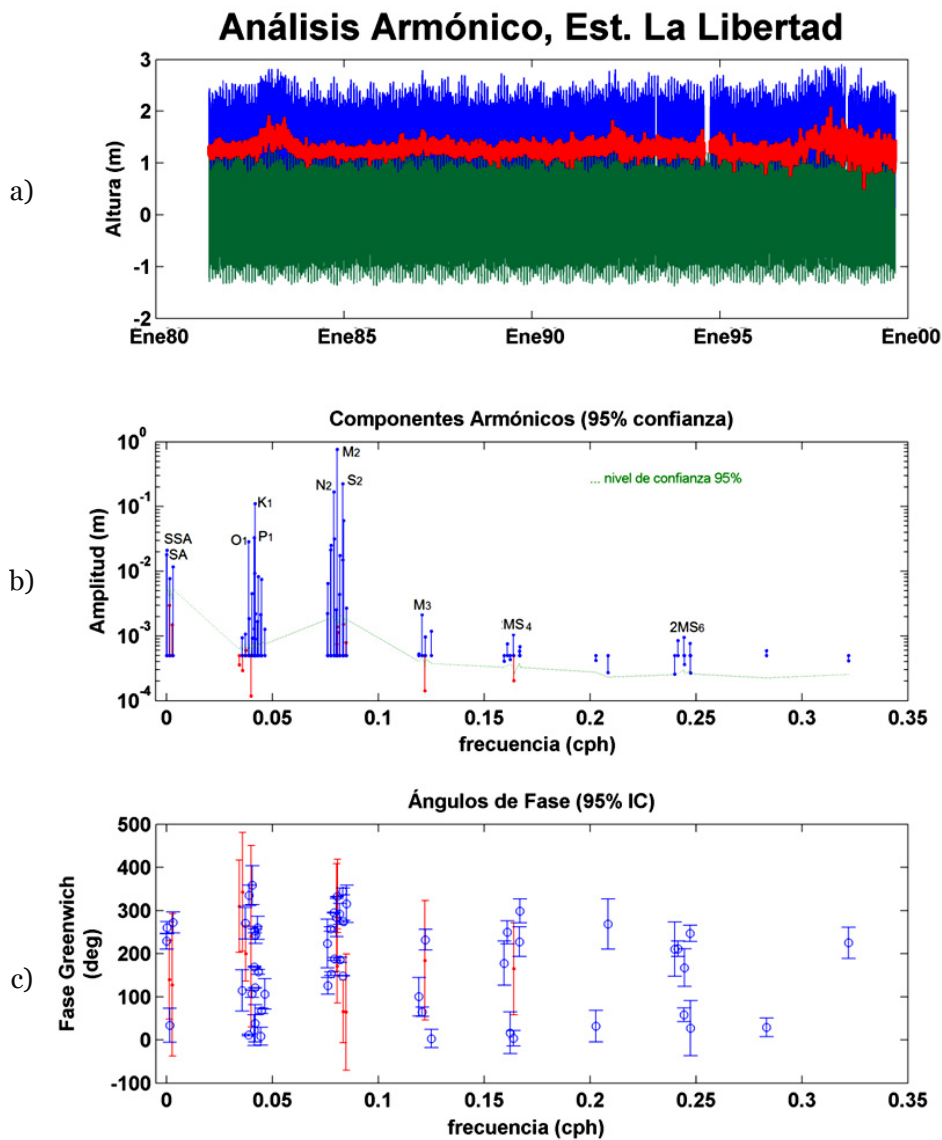 Análisis Armónico, Est. La Libertad
a)
Altura (m)
3
2
1
0
-1
-2
Ene80
Ene85
Ene90
Ene95
Ene00
b)
Componentes Armónicos (95% confianza)
Amplitud (m)
10^0
10^-1
10^-2
10^-3
10^-4
SSA
SA
O1
K1
P1
N2
M2
S2
M3
MS4
2MS6
... nivel de confianza 95%
0
0.05
0.1
0.15
0.2
0.25
0.3
0.35
frecuencia (cph)
c)
Ángulos de Fase (95% IC)
Fase Greenwich
(deg)
500
400
300
200
100
0
-100
0
0.05
0.1
0.15
0.2
0.25
0.3
0.35
frecuencia (cph)